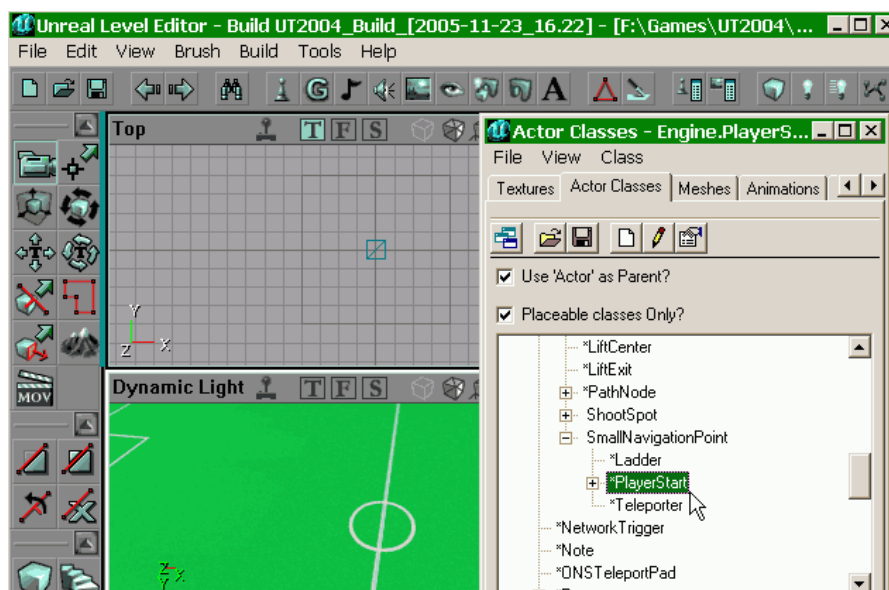 Unreal Level Editor - Build UT2004_Build_[2005-11-23_16.22] - [F:\Games\UT2004\...
File Edit View Brush Build Tools Help
G A
Top T F S
Actor Classes - Engine.PlayerS...
File View Class
Textures Actor Classes Meshes Animations
Use 'Actor' as Parent?
Placeable classes Only?
Y
Z X
MOV
Dynamic Light T F S
*LiftCenter
*LiftExit
*PathNode
ShootSpot
SmallNavigationPoint
*Ladder
*PlayerStart
*Teleporter
*NetworkTrigger
*Note
*ONSTeleportPad
Z X
Y